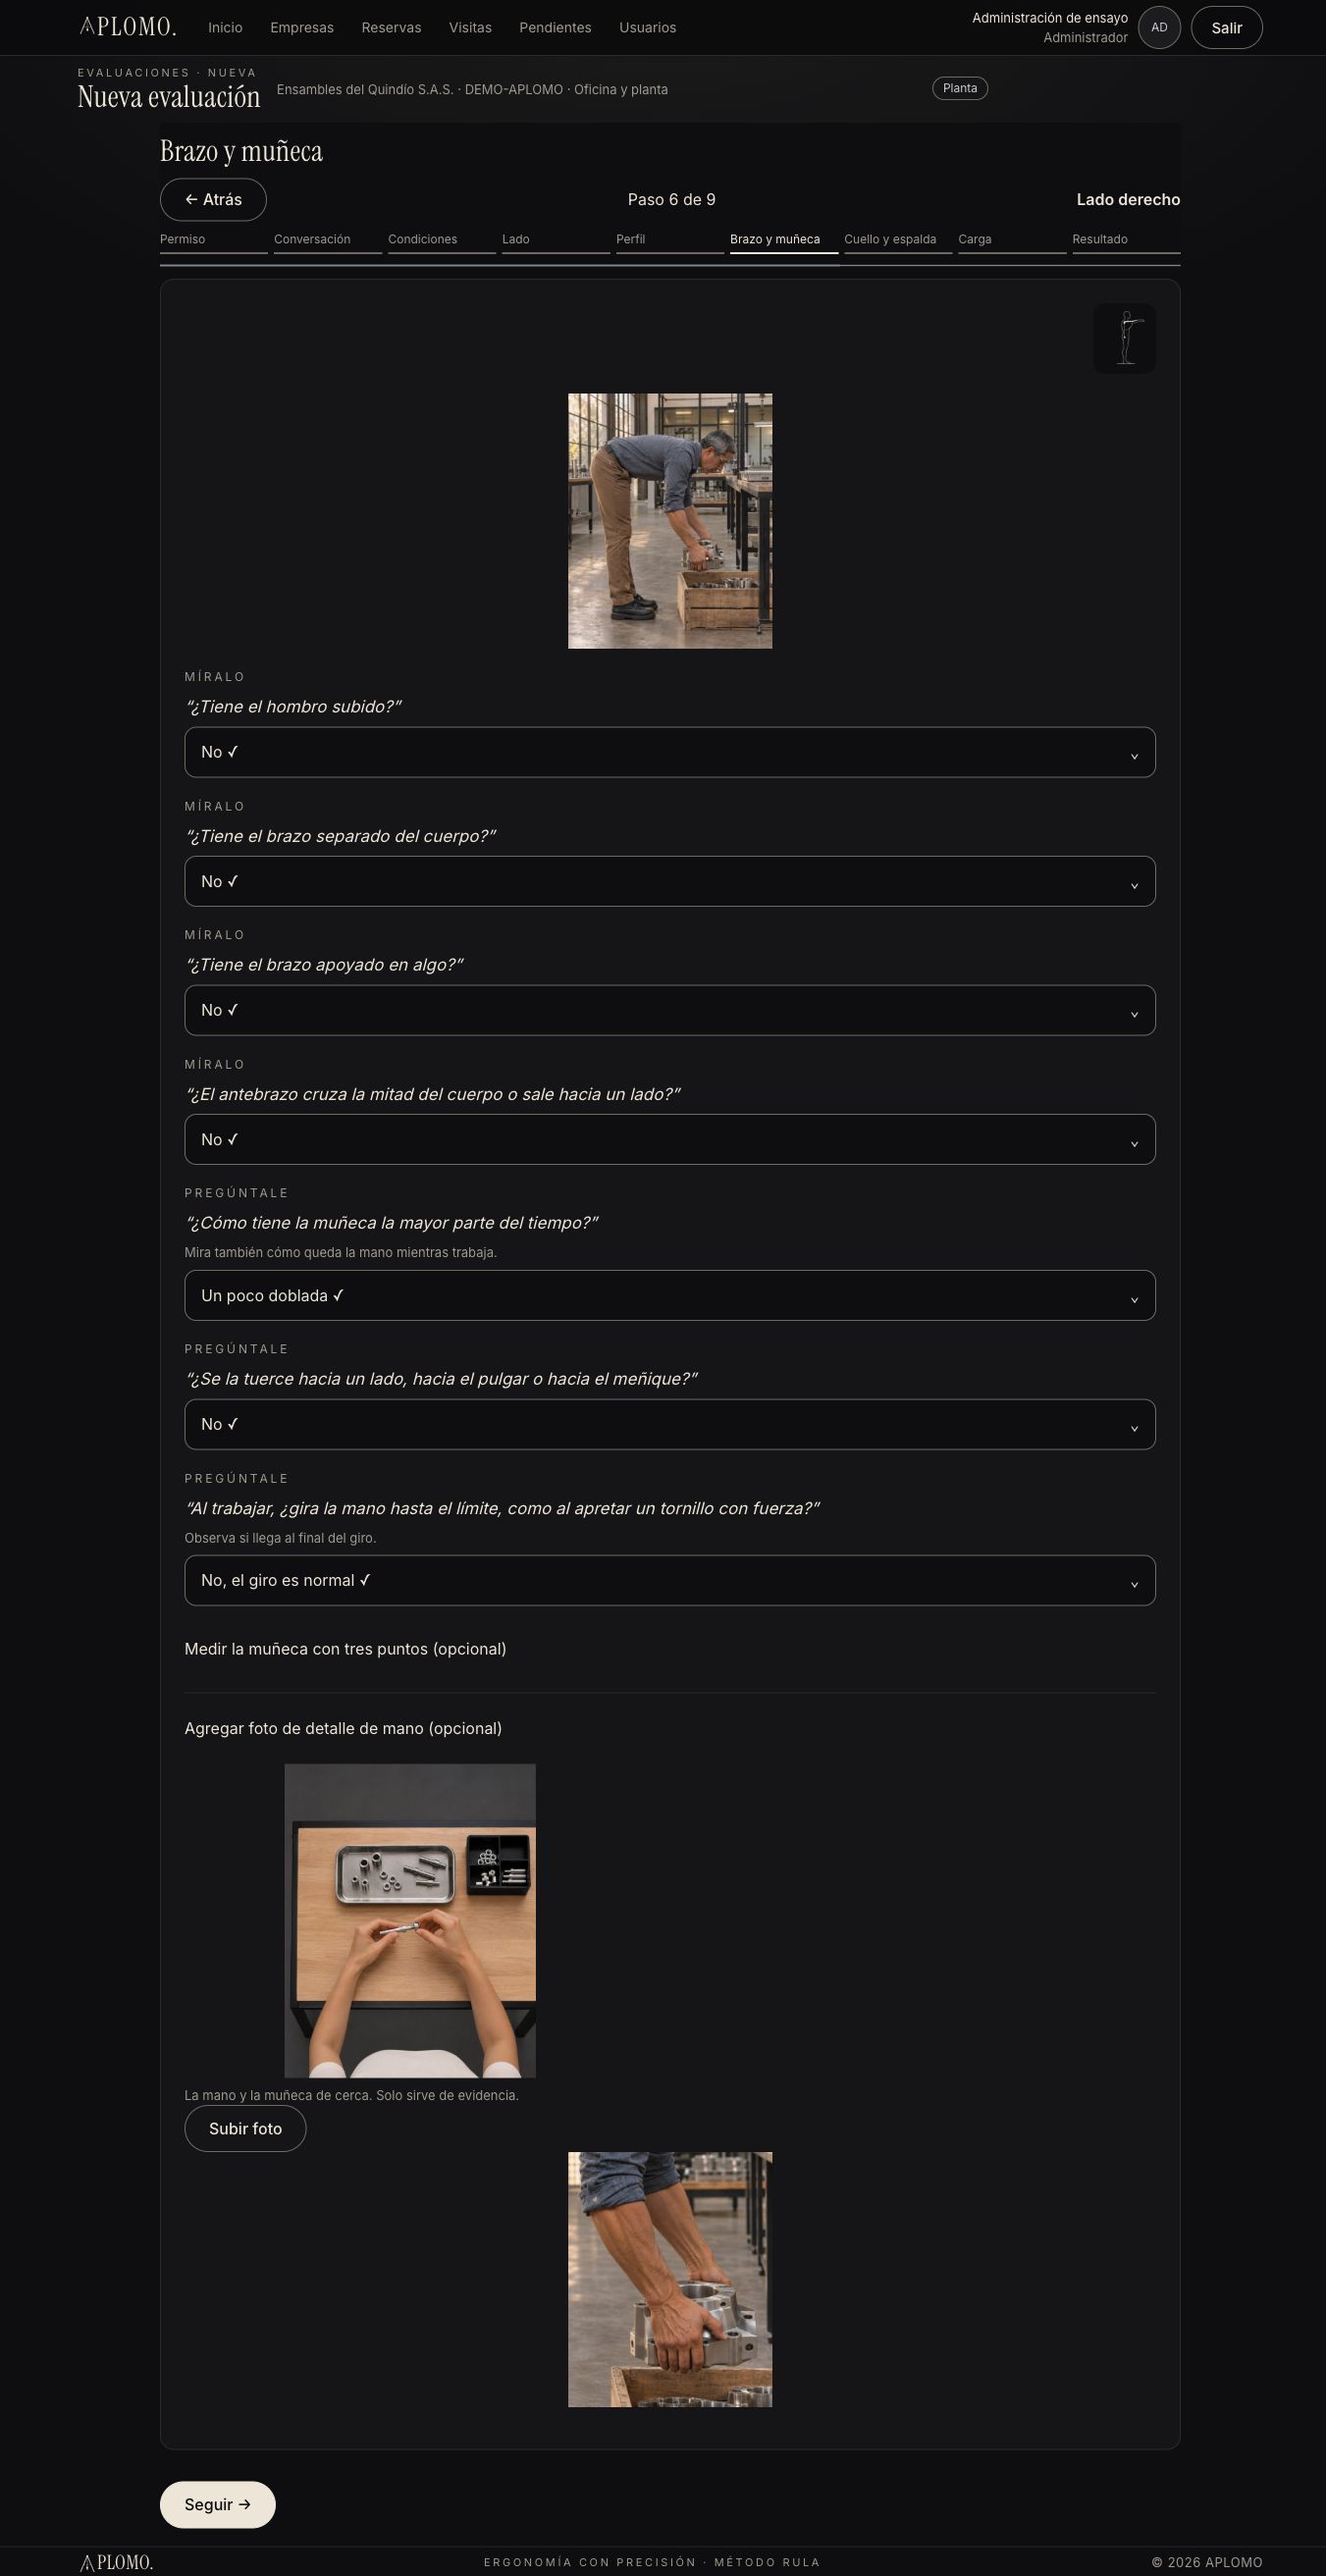 APLOMO.
Inicio Empresas Reservas Visitas Pendientes Usuarios
Administración de ensayo
Administrador
AD
Salir
EVALUACIONES · NUEVA
Nueva evaluación
Ensambles del Quindío S.A.S. · DEMO-APLOMO · Oficina y planta
Planta
Brazo y muñeca
← Atrás
Paso 6 de 9
Lado derecho
Permiso Conversación Condiciones Lado Perfil Brazo y muñeca Cuello y espalda Carga Resultado
MÍRALO
“¿Tiene el hombro subido?”
No ✓
MÍRALO
“¿Tiene el brazo separado del cuerpo?”
No ✓
MÍRALO
“¿Tiene el brazo apoyado en algo?”
No ✓
MÍRALO
“¿El antebrazo cruza la mitad del cuerpo o sale hacia un lado?”
No ✓
PREGÚNTALE
“¿Cómo tiene la muñeca la mayor parte del tiempo?”
Mira también cómo queda la mano mientras trabaja.
Un poco doblada ✓
PREGÚNTALE
“¿Se la tuerce hacia un lado, hacia el pulgar o hacia el meñique?”
No ✓
PREGÚNTALE
“Al trabajar, ¿gira la mano hasta el límite, como al apretar un tornillo con fuerza?”
Observa si llega al final del giro.
No, el giro es normal ✓
Medir la muñeca con tres puntos (opcional)
Agregar foto de detalle de mano (opcional)
La mano y la muñeca de cerca. Solo sirve de evidencia.
Subir foto
Seguir →
APLOMO.
ERGONOMÍA CON PRECISIÓN · MÉTODO RULA
© 2026 APLOMO